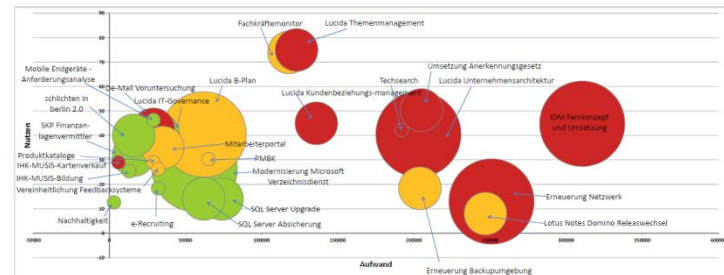 90
80
70
60
50
40
30
20
10
0
-10
-50000
0
50000
100000
150000
200000
250000
300000
350000
Nutzen
Aufwand
Fachkräftemonitor
Lucida Themenmanagement
Mobile Endgeräte -
Anforderungsanalyse
De-Mail Voruntersuchung
Lucida B-Plan
Lucida IT-Governance
schlichten in
berlin 2.0
SKP Finanzan-
lagenvermittler
Produktkataloge
IHK-MUSIS-Kartenverkauf
IHK-MUSIS-Bildung
Vereinheitlichung Feedbacksysteme
Nachhaltigkeit
e-Recruiting
Mitarbeiterportal
PMBK
Modernisierung Microsoft
Verzeichnisdienst
SQL Server Upgrade
SQL Server Absicherung
Lucida Kundenbeziehungs-management
Techsearch
Umsetzung Anerkennungsgesetz
Lucida Unternehmensarchitektur
IDM Feinkonzept
und Umsetzung
Erneuerung Netzwerk
Lotus Notes Domino Releaswechsel
Erneuerung Backupumgebung